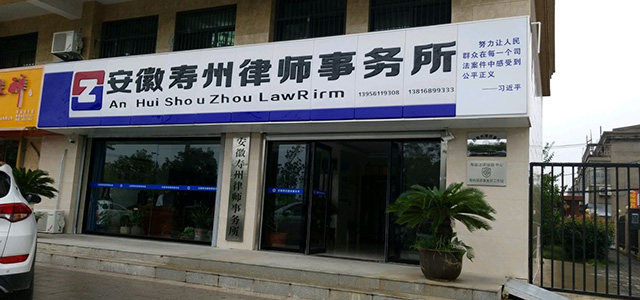 安徽寿州律师事务所
An Hui Sho u Zhou LawRirm
13956119308 13816899333
努力让人民
群众在每一个司
法案件中感受到
公平正义
——习近平
安徽寿州律师事务所